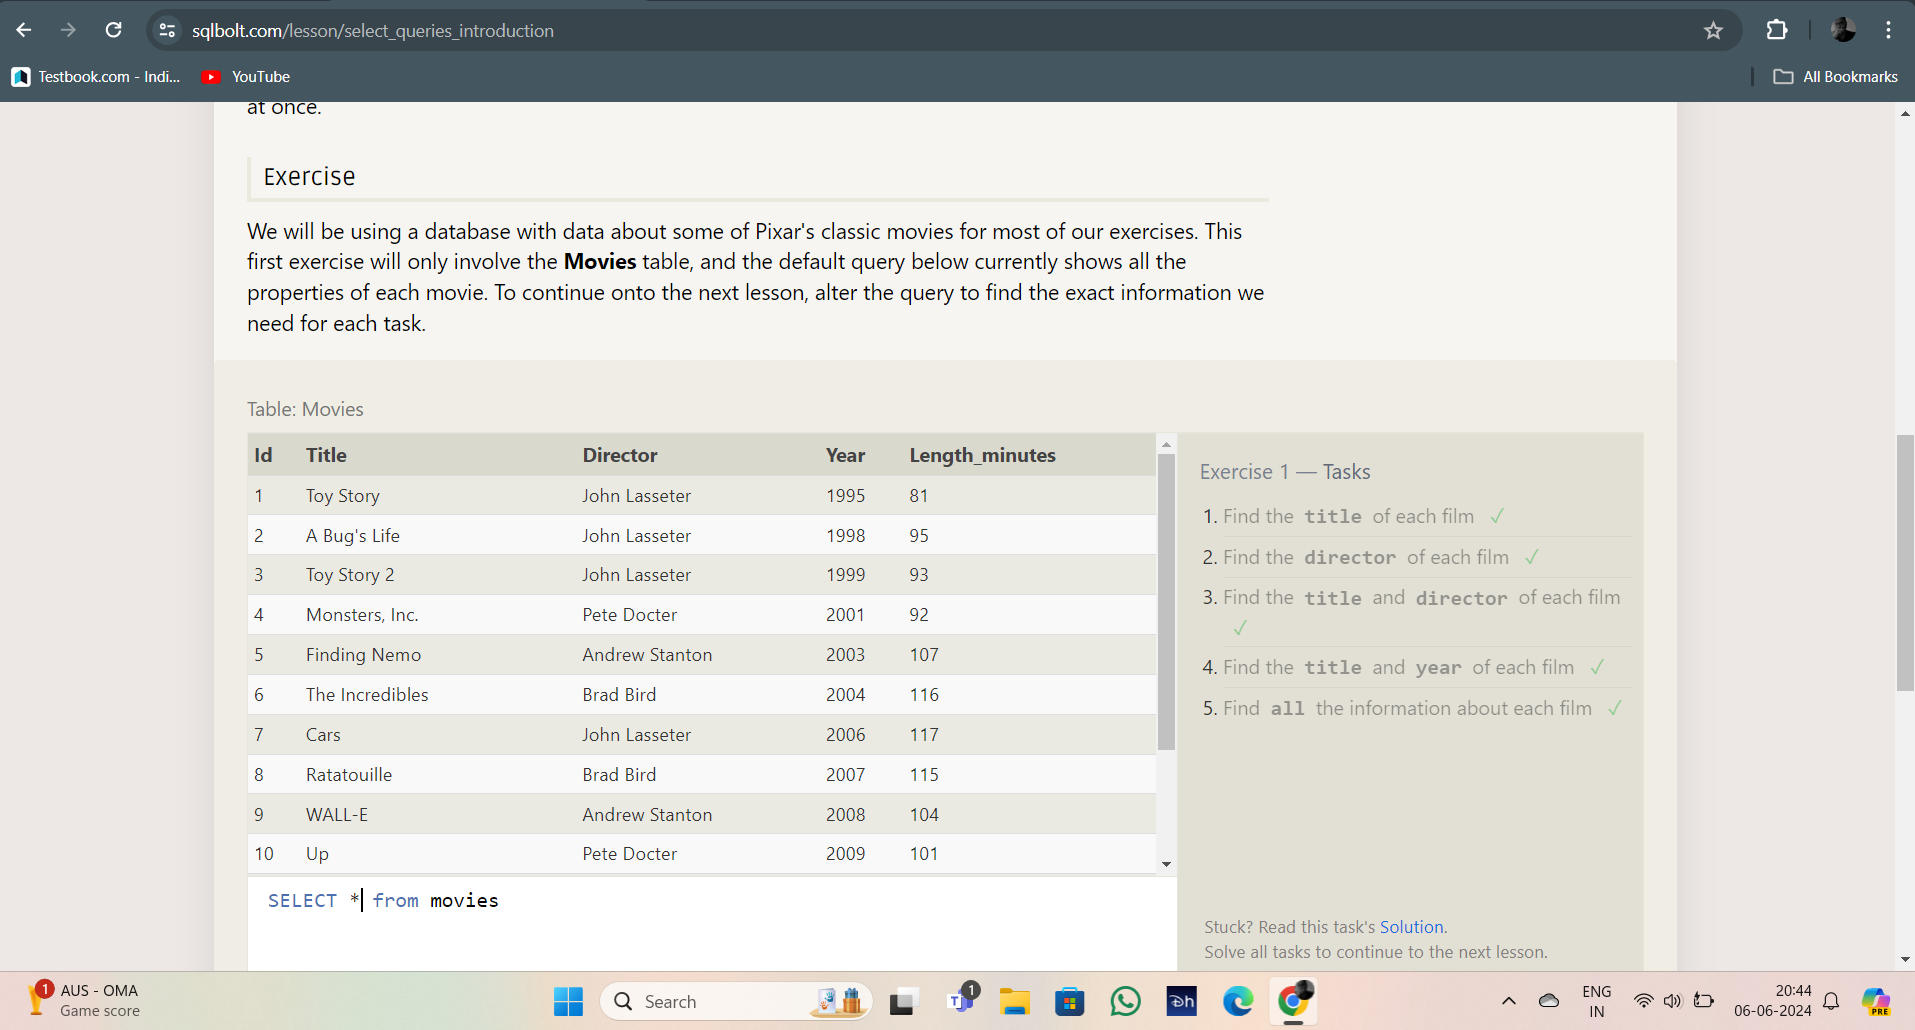 sqlbolt.com/lesson/select_queries_introduction
Testbook.com - Indi...
YouTube
All Bookmarks
at once.
Exercise
We will be using a database with data about some of Pixar's classic movies for most of our exercises. This
first exercise will only involve the Movies table, and the default query below currently shows all the
properties of each movie. To continue onto the next lesson, alter the query to find the exact information we
need for each task.
Table: Movies
Id Title Director Year Length_minutes
1 Toy Story John Lasseter 1995 81
2 A Bug's Life John Lasseter 1998 95
3 Toy Story 2 John Lasseter 1999 93
4 Monsters, Inc. Pete Docter 2001 92
5 Finding Nemo Andrew Stanton 2003 107
6 The Incredibles Brad Bird 2004 116
7 Cars John Lasseter 2006 117
8 Ratatouille Brad Bird 2007 115
9 WALL-E Andrew Stanton 2008 104
10 Up Pete Docter 2009 101
SELECT * from movies
Exercise 1 — Tasks
1. Find the title of each film ✓
2. Find the director of each film ✓
3. Find the title and director of each film
✓
4. Find the title and year of each film ✓
5. Find all the information about each film ✓
Stuck? Read this task's Solution.
Solve all tasks to continue to the next lesson.
1
AUS - OMA
Game score
Search
T
1
Dh
ENG
IN
20:44
06-06-2024
PRE